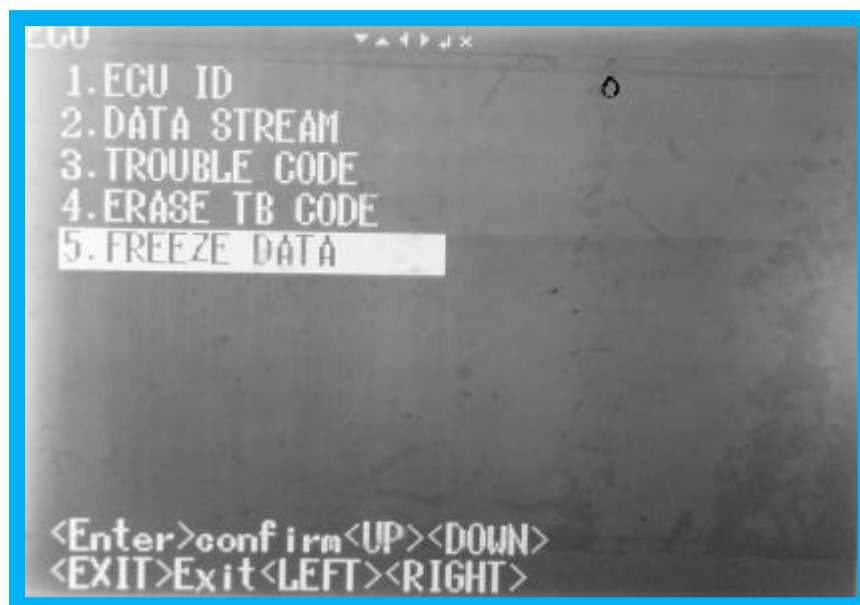 ECU
1.ECU ID
2.DATA STREAM
3.TROUBLE CODE
4.ERASE TB CODE
5.FREEZE DATA
<Enter>confirm<UP><DOWN>
<EXIT>Exit<LEFT><RIGHT>